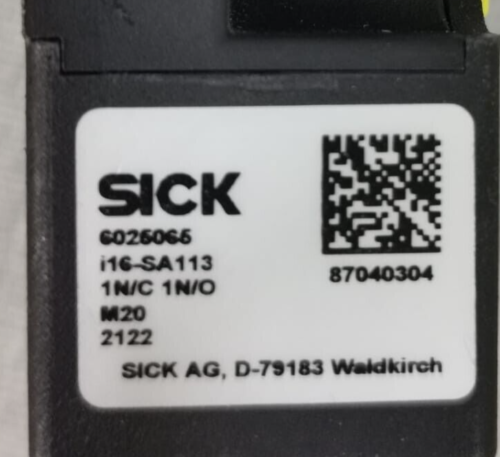 SICK
6025065
i16-SA113
1N/C 1N/O
M20
2122
87040304
SICK AG, D-79183 Waldkirch